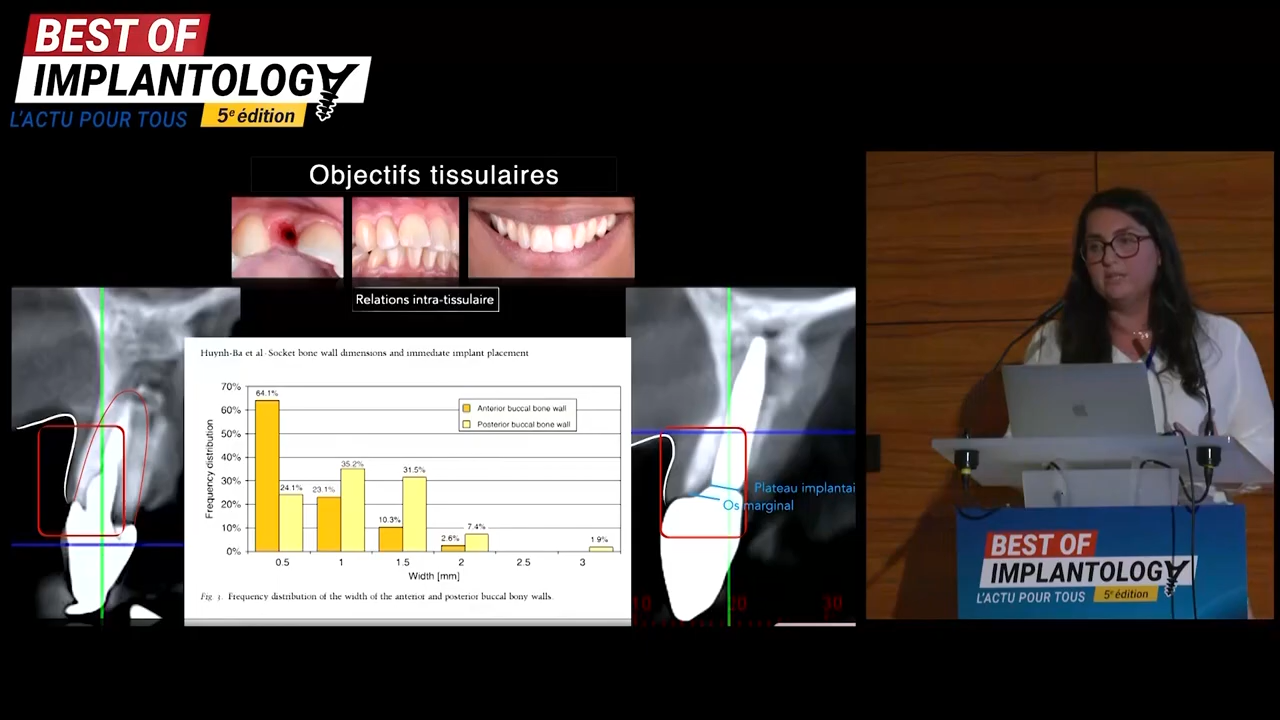 BEST OF
IMPLANTOLOGY
L'ACTU POUR TOUS
5e édition
Objectifs tissulaires
Relations intra-tissulaire
Huynh-Ba et al · Socket bone wall dimensions and immediate implant placement
70%
60%
50%
40%
30%
20%
10%
0%
Frequency distribution
64.1%
24.1%
23.1%
35.2%
10.3%
31.5%
2.6%
7.4%
1.9%
Anterior buccal bone wall
Posterior buccal bone wall
0.5 1 1.5 2 2.5 3
Width [mm]
Fig 3. Frequency distribution of the width of the anterior and posterior buccal bony walls.
Plateau implantai
Os marginal
10 20 30
BEST OF
IMPLANTOLOGY
L'ACTU POUR TOUS
5e édition